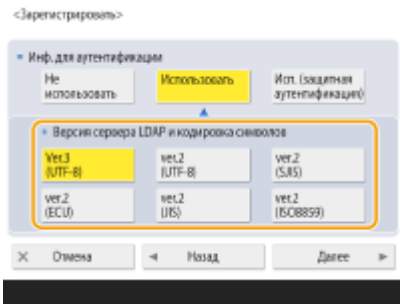 <Зарегистрировать>
Инф. для аутентификации
Не
использовать
Использовать
Исп. (защитная
аутентификация)
Версия сервера LDAP и кодировка символов
Ver.3
(UTF-8)
ver.2
(UTF-8)
ver.2
(SJIS)
ver.2
(ECU)
ver.2
(JIS)
ver.2
(ISO8859)
Отмена
Назад
Далее